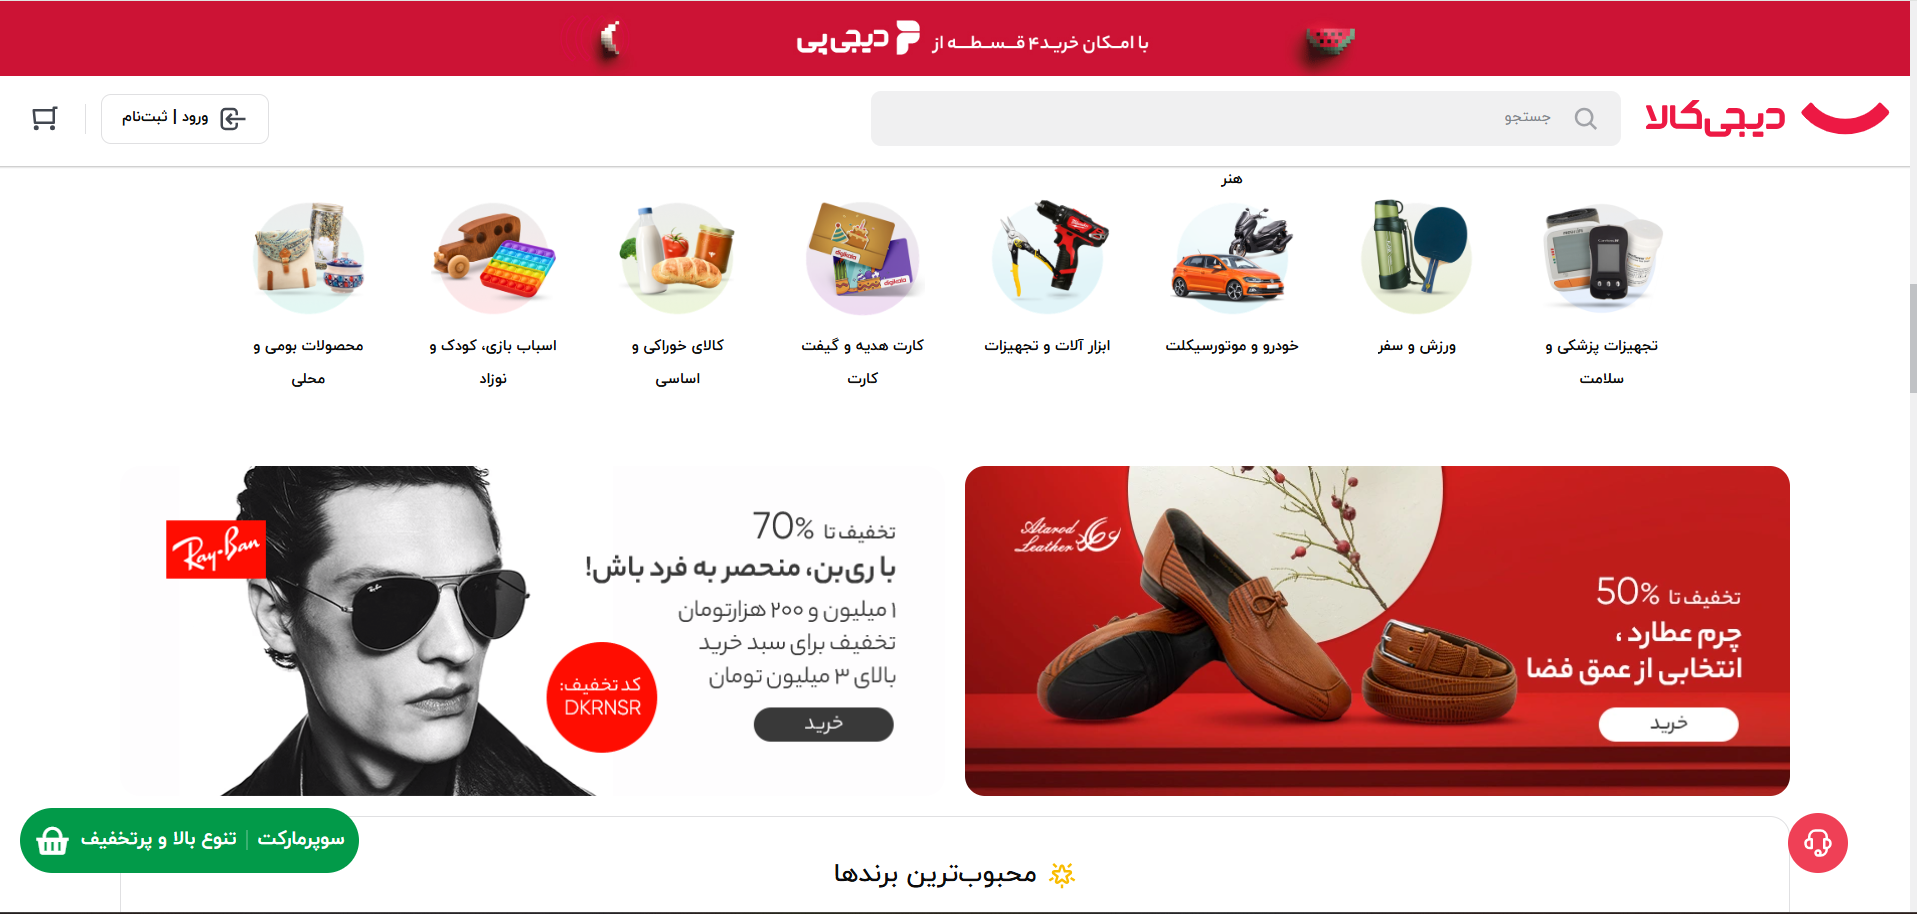 با امکان خرید ۴ قسطه از دیجی‌پی
دیجی‌کالا
جستجو
ورود | ثبت‌نام
هنر
تجهیزات پزشکی و
سلامت
ورزش و سفر
خودرو و موتورسیکلت
ابزار آلات و تجهیزات
کارت هدیه و گیفت
کارت
digikala
digikala
کالای خوراکی و
اساسی
اسباب بازی، کودک و
نوزاد
محصولات بومی و
محلی
Atarod
Leather
تخفیف تا 50%
چرم عطارد ،
انتخابی از عمق فضا
خرید
Ray-Ban
تخفیف تا 70%
با ری‌بن، منحصر به فرد باش!
۱ میلیون و ۲۰۰ هزارتومان
تخفیف برای سبد خرید
بالای ۳ میلیون تومان
خرید
کد تخفیف:
DKRNSR
سوپرمارکت | تنوع بالا و پرتخفیف
محبوب‌ترین برندها